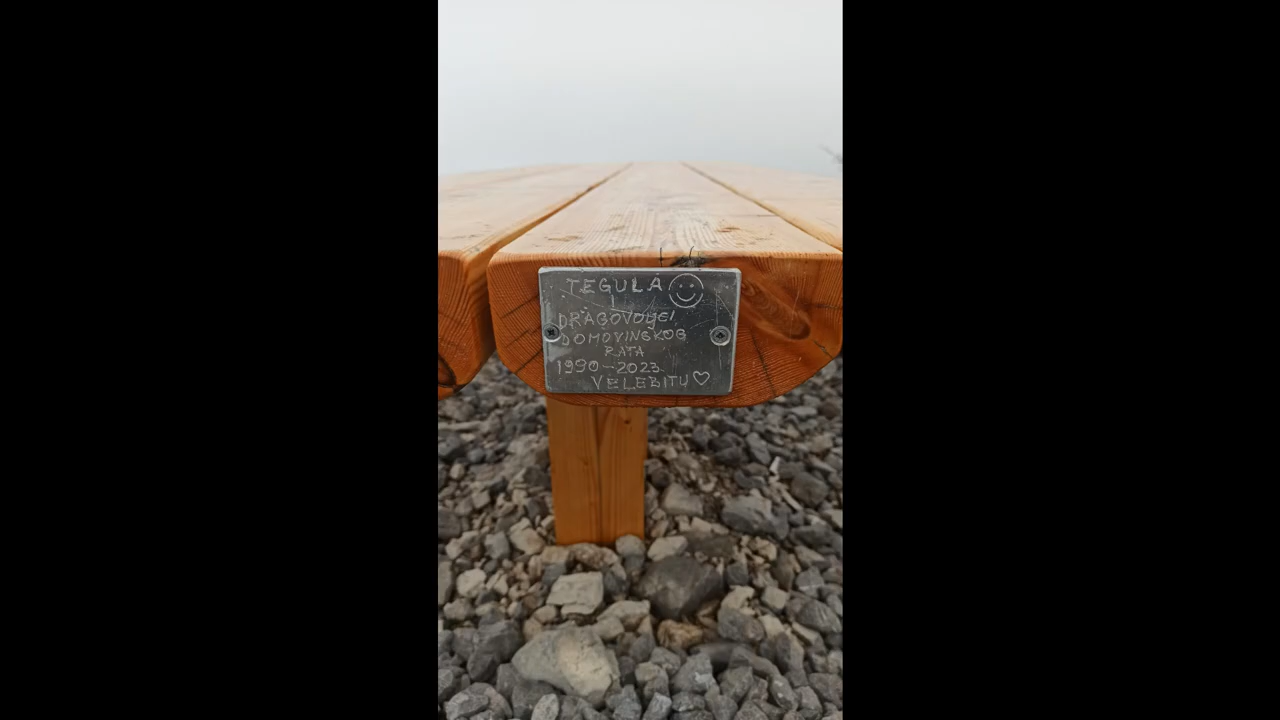 TEGULA
I
DRAGOVOLJCI
DOMOVINSKOG
RATA
1990-2023
VELEBITU